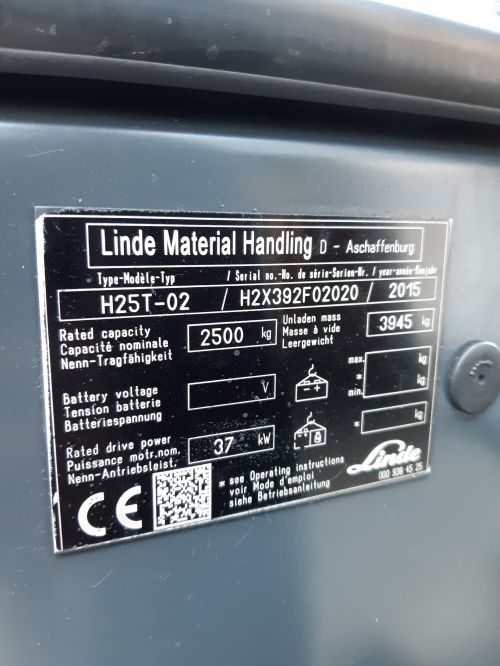 Linde Material Handling D - Aschaffenburg
Type-Modèle-Typ / Serial no.-No. de série-Serien-Nr. / year-année-Baujahr
H25T-02 / H2X392F02020 / 2015
Rated capacity
Capacité nominale
Nenn-Tragfähigkeit
2500 kg
Unladen mass
Masse à vide
Leergewicht
3945 kg
Battery voltage
Tension batterie
Batteriespannung
V
max. kg
*
min. kg
Rated drive power
Puissance motr.nom.
Nenn-Antriebsleist.
37 kW
* kg
* see Operating instructions
voir Mode d'emploi
siehe Betriebsanleitung
CE
Linde
000 938 45 25